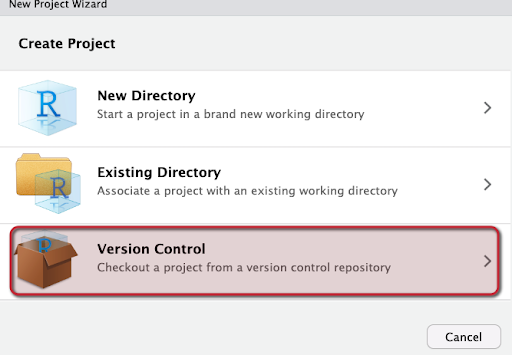 New Project Wizard
Create Project
R
New Directory
Start a project in a brand new working directory
R
Existing Directory
Associate a project with an existing working directory
R
Version Control
Checkout a project from a version control repository
Cancel